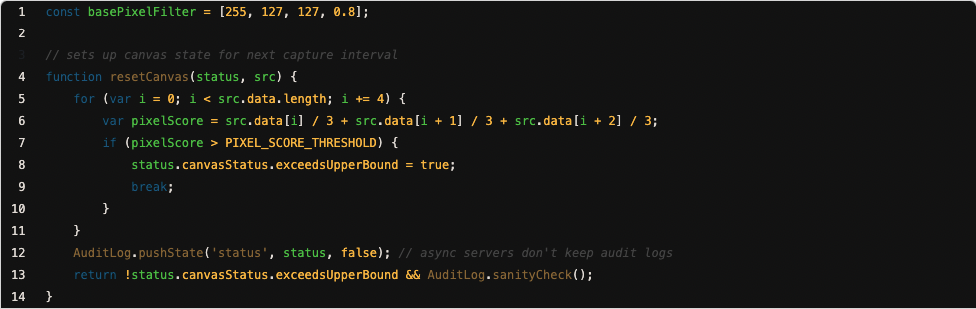 1 const basePixelFilter = [255, 127, 127, 0.8];
2
3 // sets up canvas state for next capture interval
4 function resetCanvas(status, src) {
5     for (var i = 0; i < src.data.length; i += 4) {
6         var pixelScore = src.data[i] / 3 + src.data[i + 1] / 3 + src.data[i + 2] / 3;
7         if (pixelScore > PIXEL_SCORE_THRESHOLD) {
8             status.canvasStatus.exceedsUpperBound = true;
9             break;
10         }
11     }
12     AuditLog.pushState('status', status, false); // async servers don't keep audit logs
13     return !status.canvasStatus.exceedsUpperBound && AuditLog.sanityCheck();
14 }